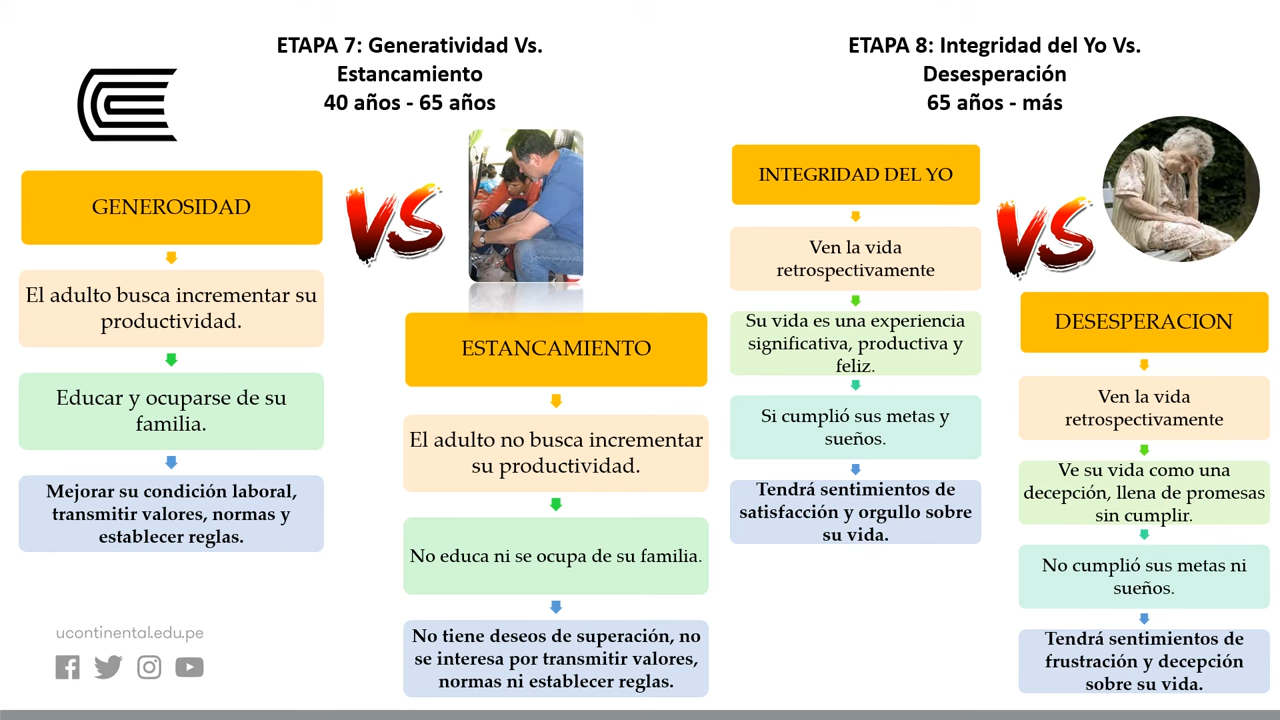 ETAPA 7: Generatividad Vs.
Estancamiento
40 años - 65 años
GENEROSIDAD
El adulto busca incrementar su
productividad.
Educar y ocuparse de su
familia.
Mejorar su condición laboral,
transmitir valores, normas y
establecer reglas.
VS
ESTANCAMIENTO
El adulto no busca incrementar
su productividad.
No educa ni se ocupa de su familia.
No tiene deseos de superación, no
se interesa por transmitir valores,
normas ni establecer reglas.
ETAPA 8: Integridad del Yo Vs.
Desesperación
65 años - más
INTEGRIDAD DEL YO
Ven la vida
retrospectivamente
Su vida es una experiencia
significativa, productiva y
feliz.
Si cumplió sus metas y
sueños.
Tendrá sentimientos de
satisfacción y orgullo sobre
su vida.
VS
DESESPERACION
Ven la vida
retrospectivamente
Ve su vida como una
decepción, llena de promesas
sin cumplir.
No cumplió sus metas ni
sueños.
Tendrá sentimientos de
frustración y decepción
sobre su vida.
ucontinental.edu.pe